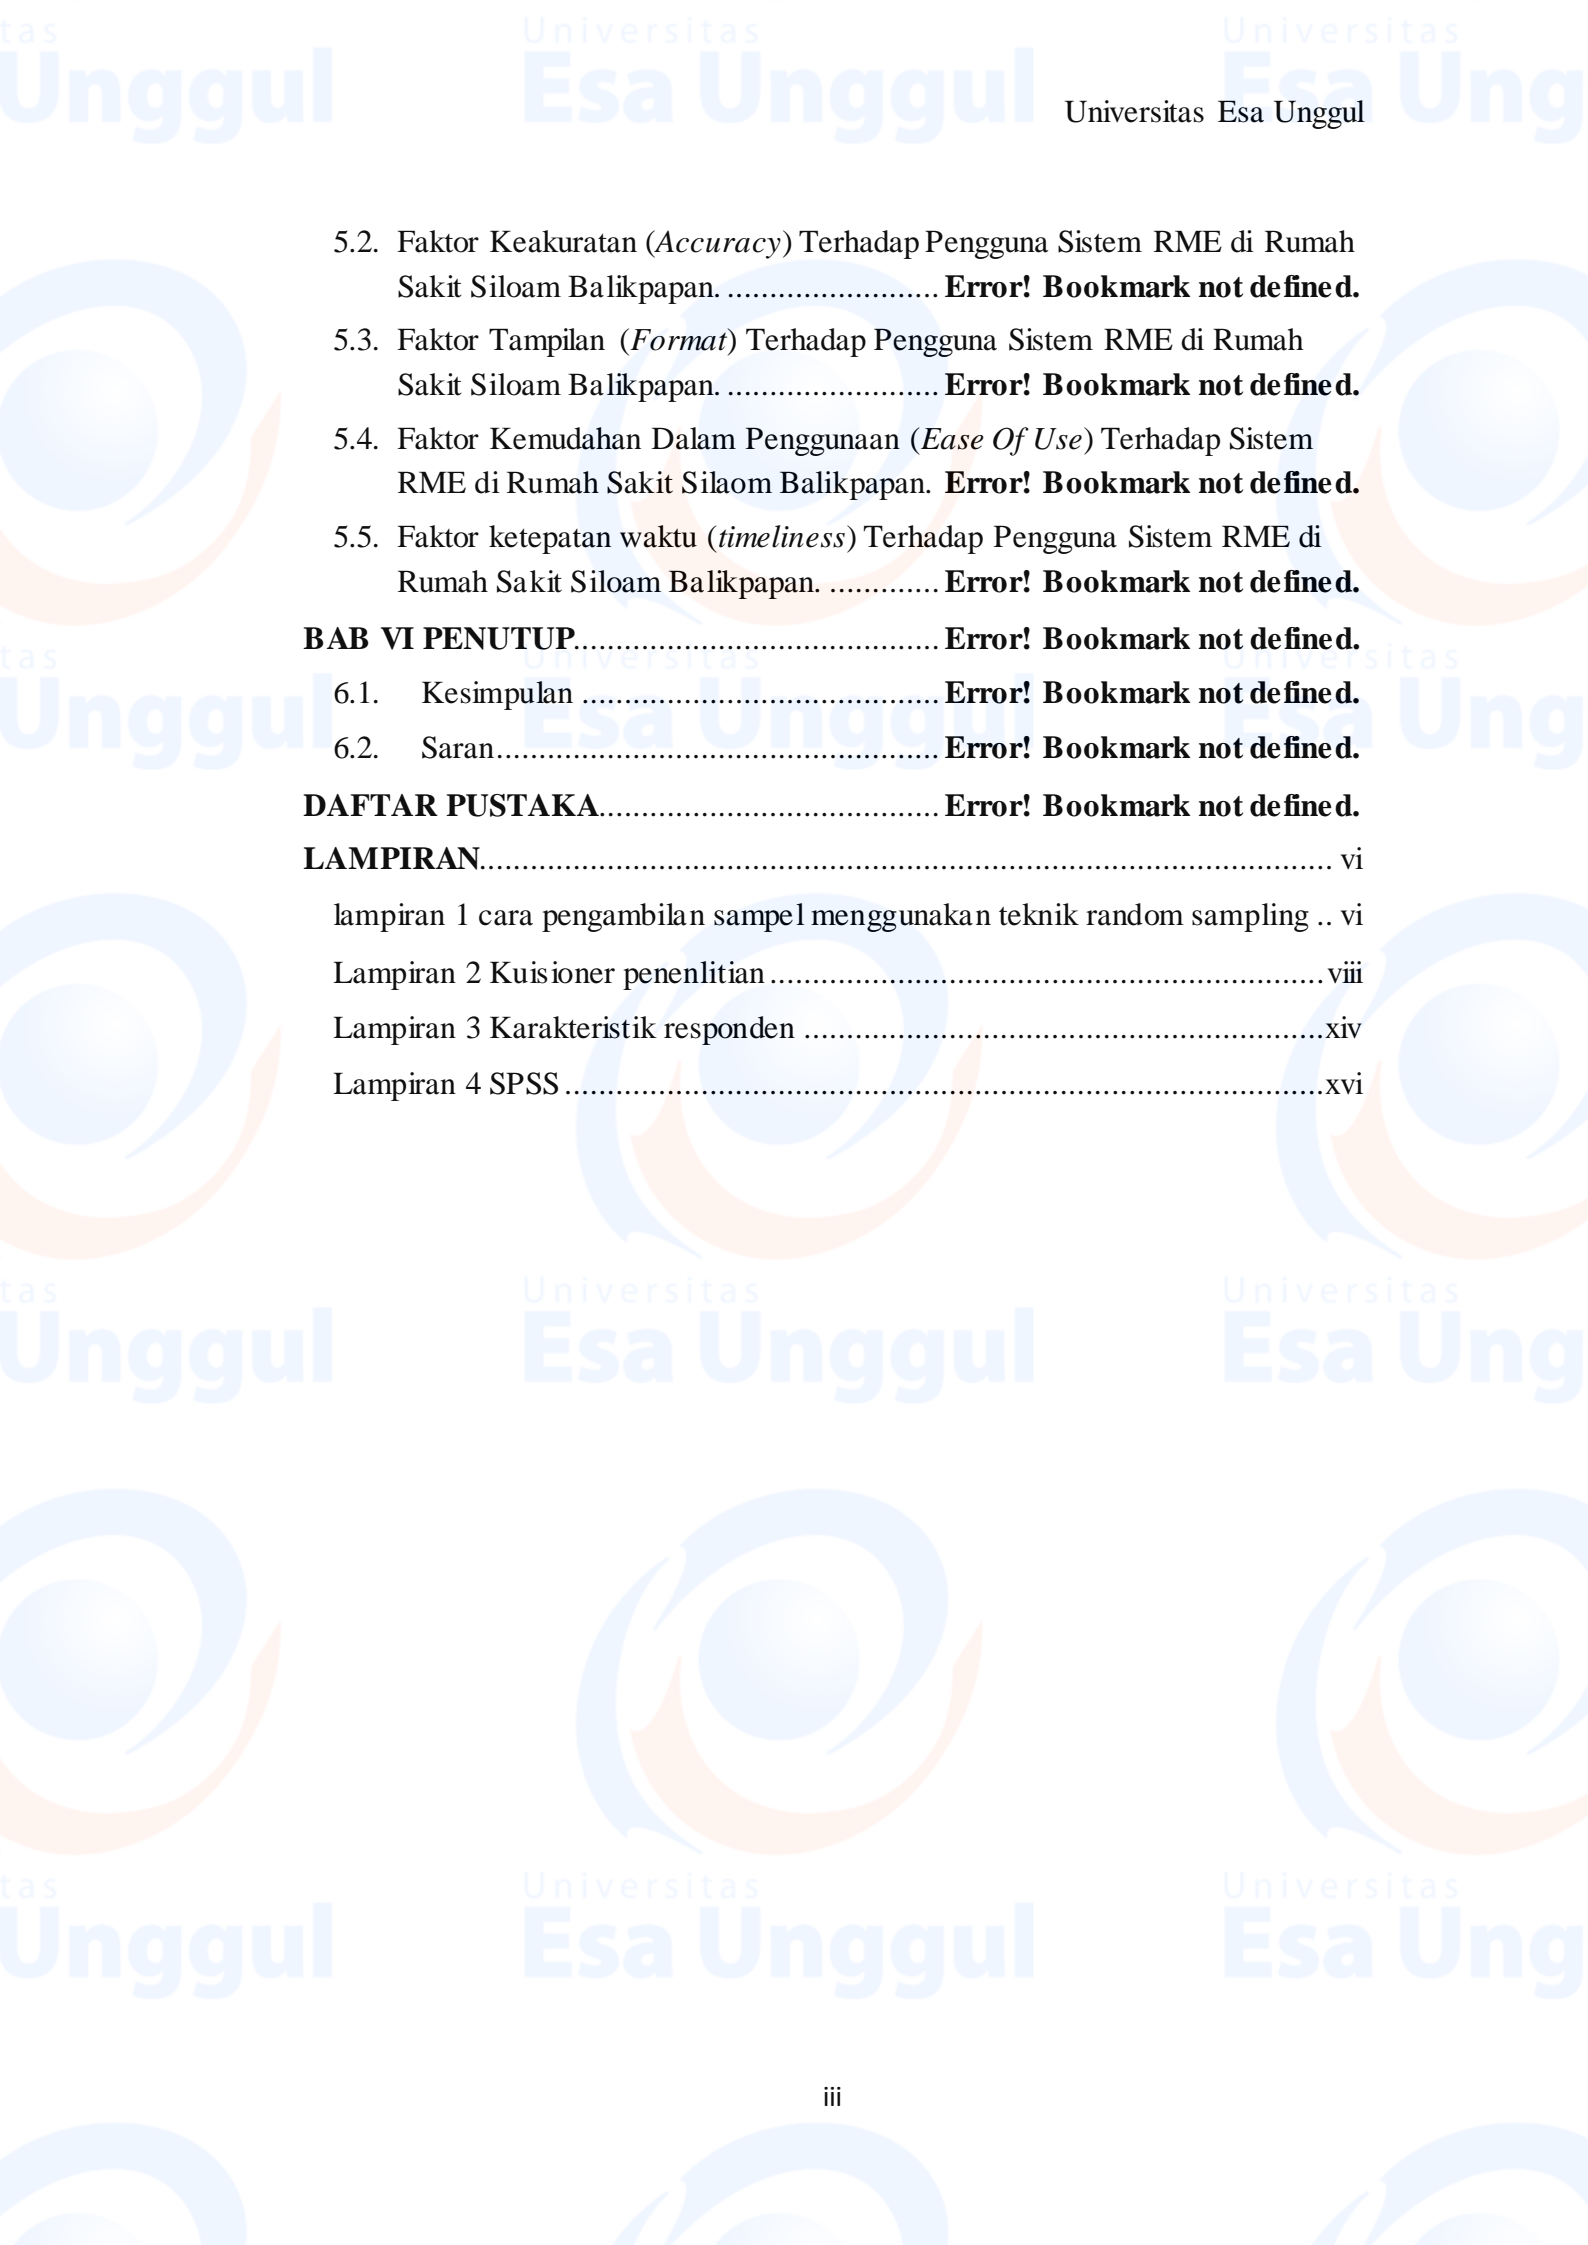 Universitas Esa Unggul
5.2. Faktor Keakuratan (Accuracy) Terhadap Pengguna Sistem RME di Rumah
Sakit Siloam Balikpapan. ......................... Error! Bookmark not defined.
5.3. Faktor Tampilan (Format) Terhadap Pengguna Sistem RME di Rumah
Sakit Siloam Balikpapan. ......................... Error! Bookmark not defined.
5.4. Faktor Kemudahan Dalam Penggunaan (Ease Of Use) Terhadap Sistem
RME di Rumah Sakit Silaom Balikpapan. Error! Bookmark not defined.
5.5. Faktor ketepatan waktu (timeliness) Terhadap Pengguna Sistem RME di
Rumah Sakit Siloam Balikpapan. ............. Error! Bookmark not defined.
BAB VI PENUTUP........................................... Error! Bookmark not defined.
6.1. Kesimpulan .......................................... Error! Bookmark not defined.
6.2. Saran.................................................... Error! Bookmark not defined.
DAFTAR PUSTAKA........................................ Error! Bookmark not defined.
LAMPIRAN.................................................................................................... vi
lampiran 1 cara pengambilan sampel menggunakan teknik random sampling .. vi
Lampiran 2 Kuisioner penenlitian ................................................................. viii
Lampiran 3 Karakteristik responden ............................................................. xiv
Lampiran 4 SPSS ......................................................................................... xvi
iii